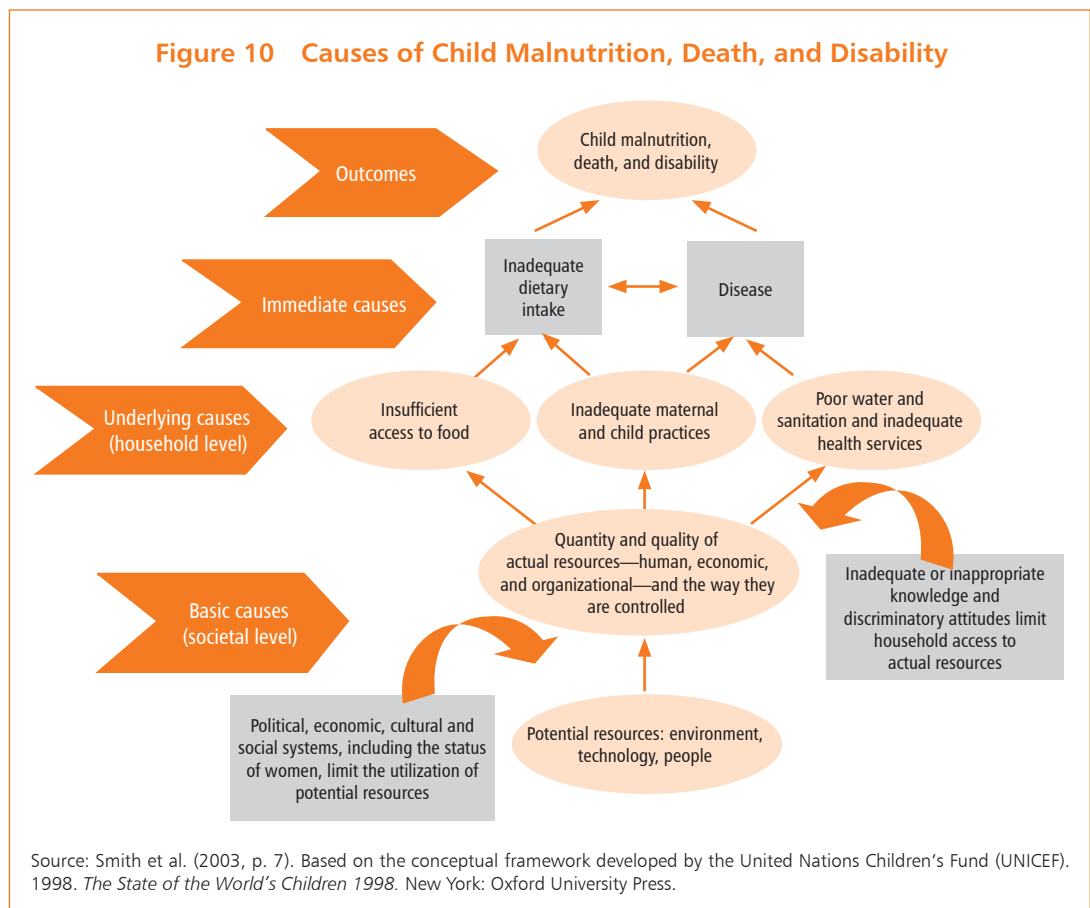 Figure 10 Causes of Child Malnutrition, Death, and Disability
Outcomes
Child malnutrition,
death, and disability
Immediate causes
Inadequate
dietary
intake
Disease
Underlying causes
(household level)
Insufficient
access to food
Inadequate maternal
and child practices
Poor water and
sanitation and inadequate
health services
Basic causes
(societal level)
Quantity and quality of
actual resources—human, economic,
and organizational—and the way they
are controlled
Inadequate or inappropriate
knowledge and
discriminatory attitudes limit
household access to
actual resources
Political, economic, cultural and
social systems, including the status
of women, limit the utilization of
potential resources
Potential resources: environment,
technology, people
Source: Smith et al. (2003, p. 7). Based on the conceptual framework developed by the United Nations Children’s Fund (UNICEF).
1998. The State of the World’s Children 1998. New York: Oxford University Press.